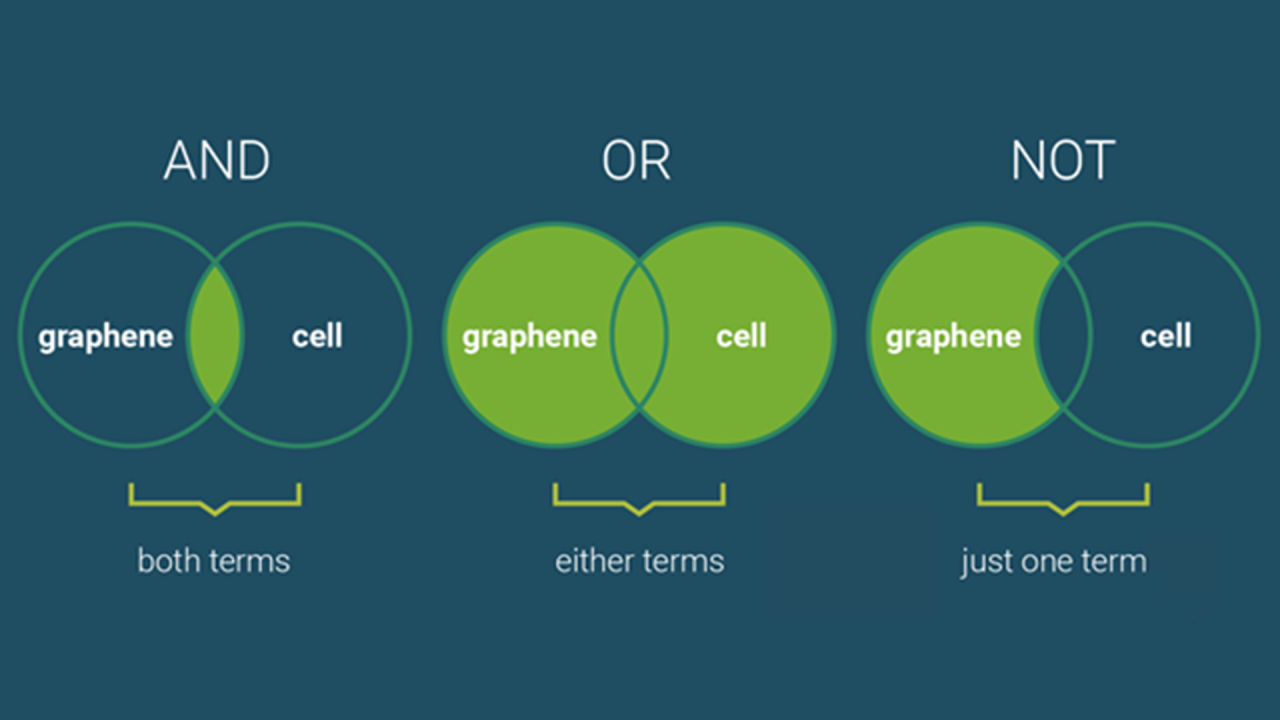 AND
graphene
cell
both terms
OR
graphene
cell
either terms
NOT
graphene
cell
just one term